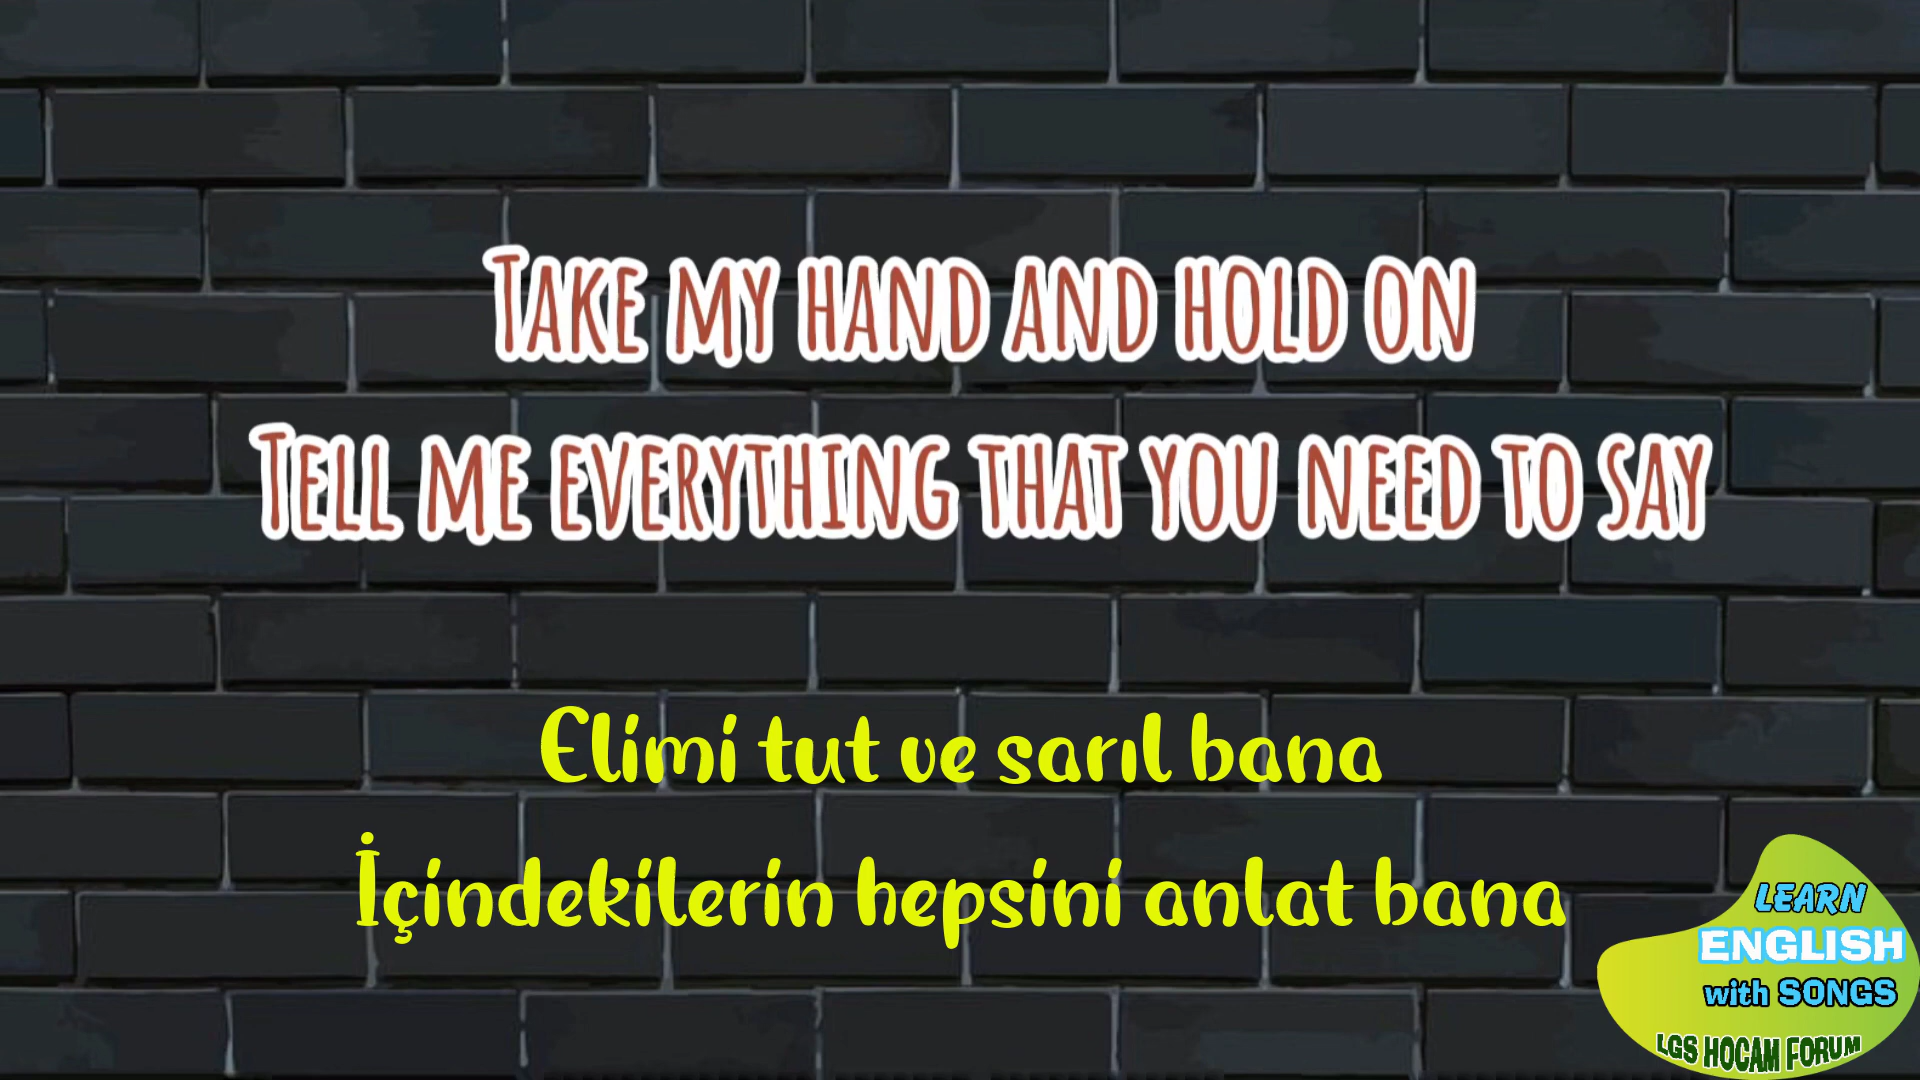 Take my hand and hold on
Tell me everything that you need to say
Elimi tut ve sarıl bana
İçindekilerin hepsini anlat bana
LEARN
ENGLISH
with SONGS
LGS HOCAM FORUM